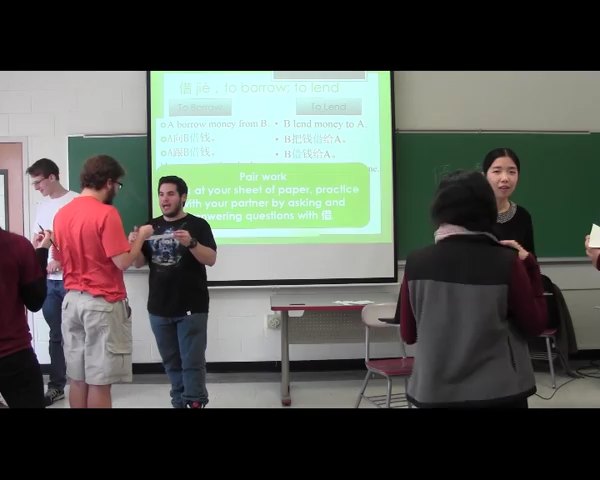 借 jiè , to borrow; to lend
To Borrow
To Lend
A borrow money from B.
A向B借钱。
A跟B借钱。
B lend money to A
B把钱借给A。
B借钱给A。
Pair work
at your sheet of paper, practice
with your partner by asking and
answering questions with 借